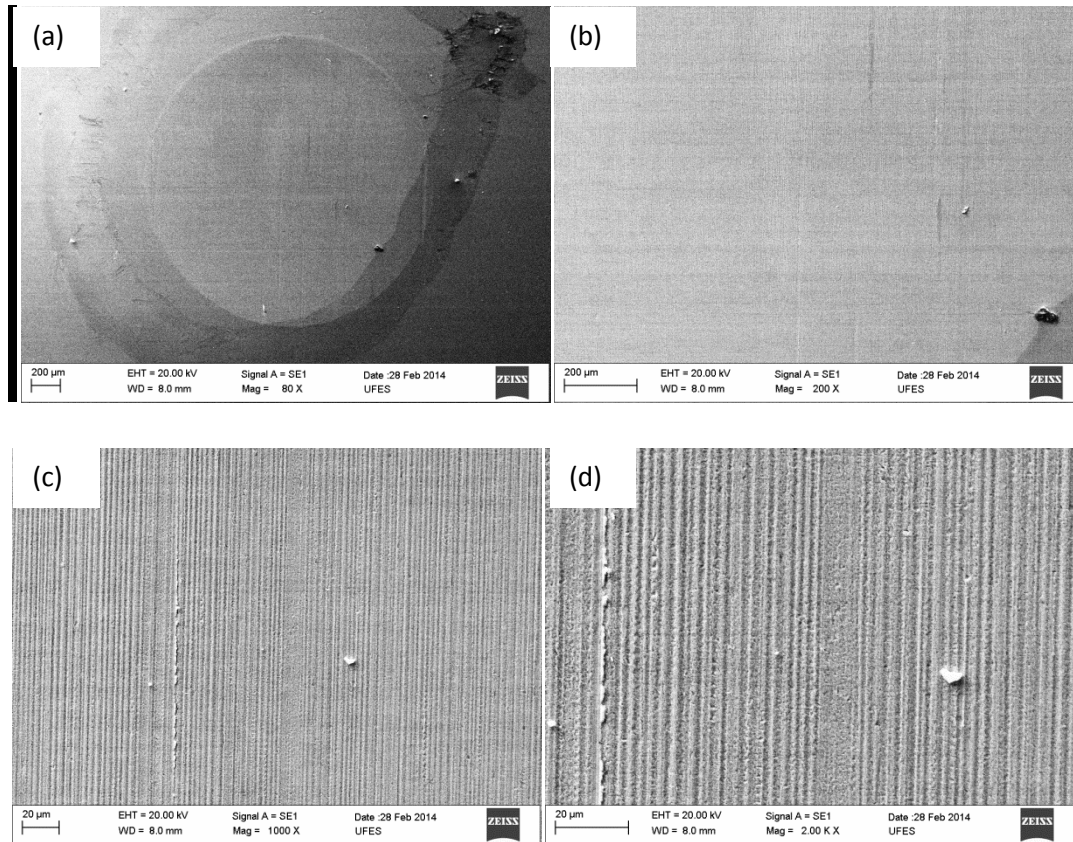 (a)
200 µm EHT = 20.00 kV Signal A = SE1 Date :28 Feb 2014 ZEISS
WD = 8.0 mm Mag = 80 X UFES
(b)
200 µm EHT = 20.00 kV Signal A = SE1 Date :28 Feb 2014 ZEISS
WD = 8.0 mm Mag = 200 X UFES
(c)
20 µm EHT = 20.00 kV Signal A = SE1 Date :28 Feb 2014 ZEISS
WD = 8.0 mm Mag = 1000 X UFES
(d)
20 µm EHT = 20.00 kV Signal A = SE1 Date :28 Feb 2014 ZEISS
WD = 8.0 mm Mag = 2.00 K X UFES